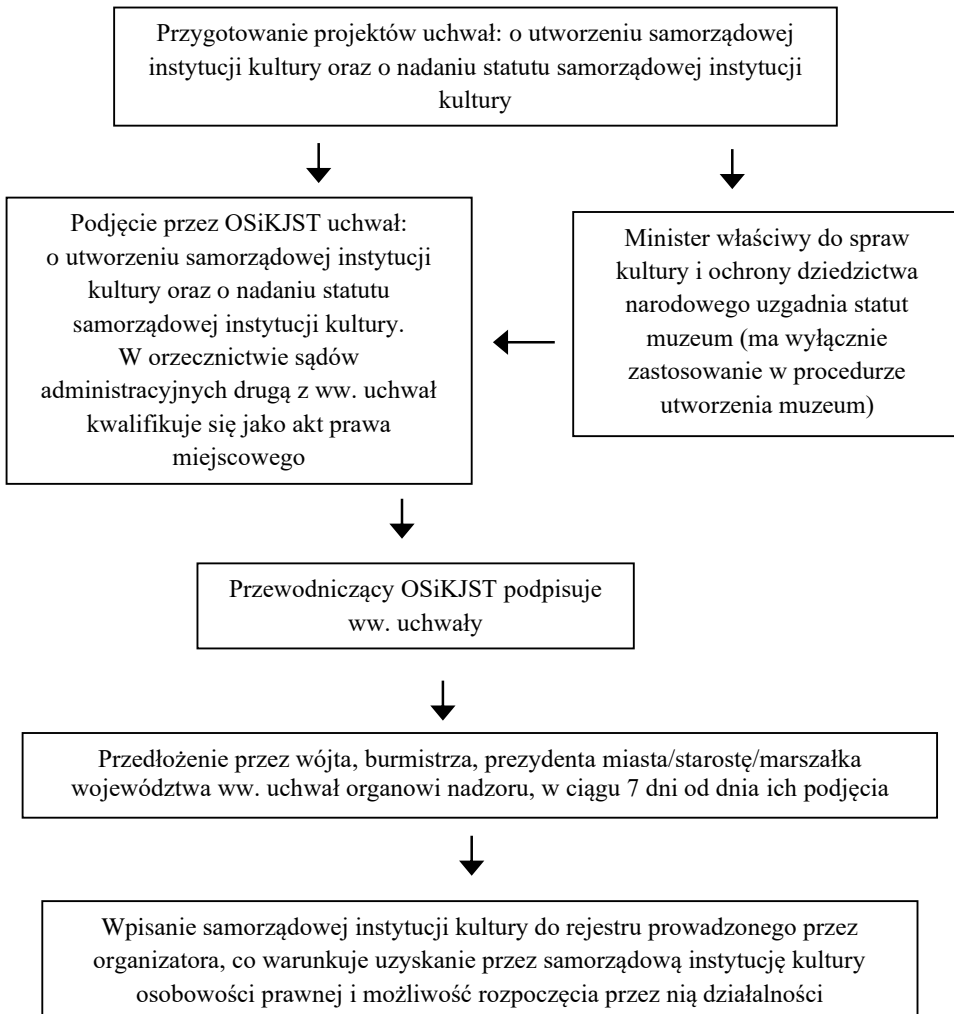 Przygotowanie projektów uchwał: o utworzeniu samorządowej
instytucji kultury oraz o nadaniu statutu samorządowej instytucji
kultury
Podjęcie przez OSiKJST uchwał:
o utworzeniu samorządowej instytucji
kultury oraz o nadaniu statutu
samorządowej instytucji kultury.
W orzecznictwie sądów
administracyjnych drugą z ww. uchwał
kwalifikuje się jako akt prawa
miejscowego
Minister właściwy do spraw
kultury i ochrony dziedzictwa
narodowego uzgadnia statut
muzeum (ma wyłącznie
zastosowanie w procedurze
utworzenia muzeum)
Przewodniczący OSiKJST podpisuje
ww. uchwały
Przedłożenie przez wójta, burmistrza, prezydenta miasta/starostę/marszałka
województwa ww. uchwał organowi nadzoru, w ciągu 7 dni od dnia ich podjęcia
Wpisanie samorządowej instytucji kultury do rejestru prowadzonego przez
organizatora, co warunkuje uzyskanie przez samorządową instytucję kultury
osobowości prawnej i możliwość rozpoczęcia przez nią działalności